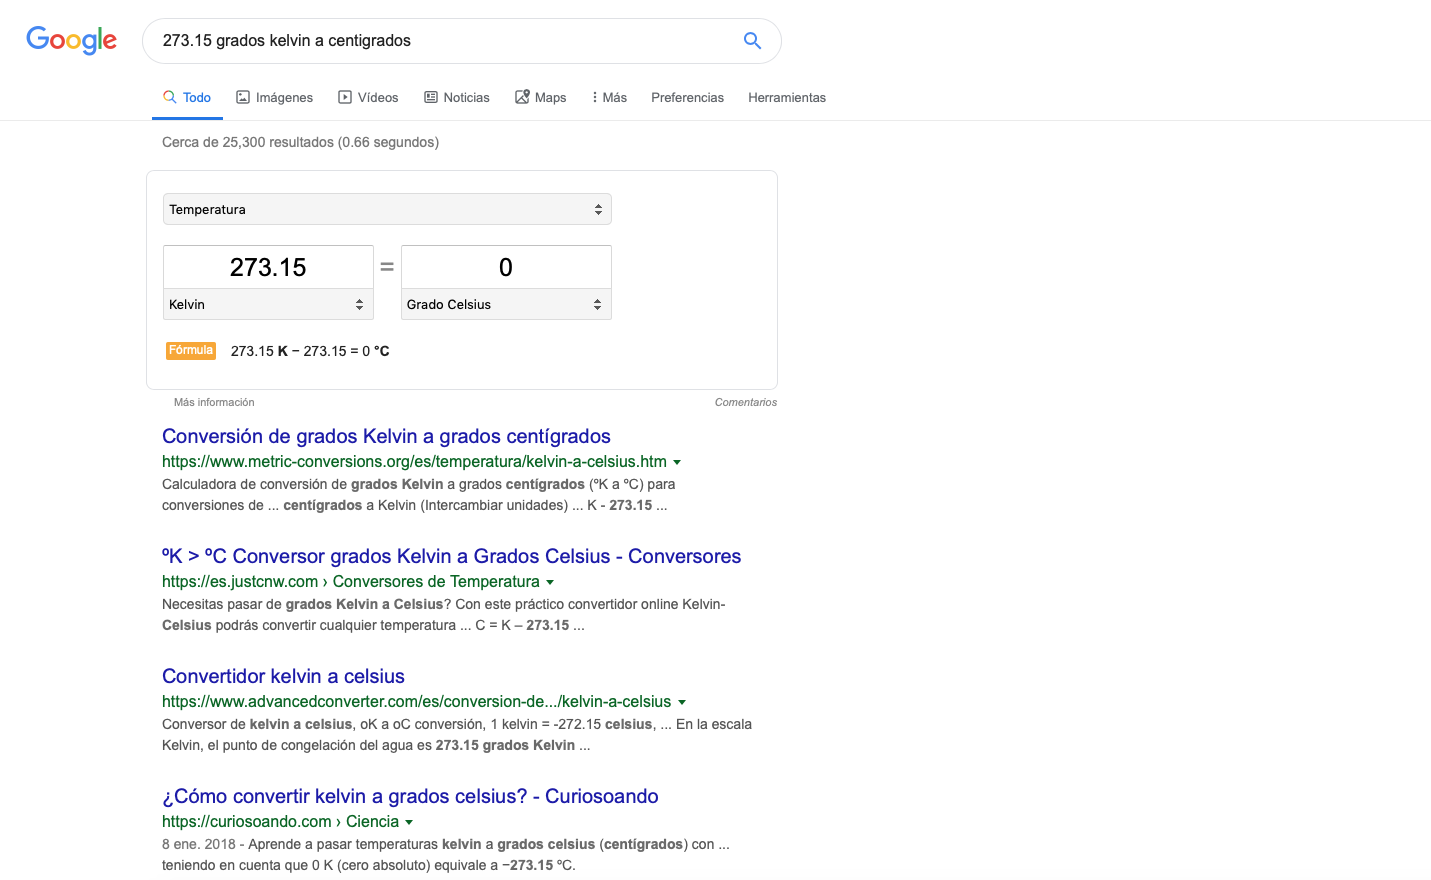 Google
273.15 grados kelvin a centigrados
Todo Imágenes Vídeos Noticias Maps Más Preferencias Herramientas
Cerca de 25,300 resultados (0.66 segundos)
Temperatura
273.15 = 0
Kelvin Grado Celsius
Fórmula 273.15 K − 273.15 = 0 °C
Más información Comentarios
Conversión de grados Kelvin a grados centígrados
https://www.metric-conversions.org/es/temperatura/kelvin-a-celsius.htm
Calculadora de conversión de grados Kelvin a grados centígrados (ºK a ºC) para
conversiones de ... centígrados a Kelvin (Intercambiar unidades) ... K - 273.15 ...
ºK > ºC Conversor grados Kelvin a Grados Celsius - Conversores
https://es.justcnw.com › Conversores de Temperatura
Necesitas pasar de grados Kelvin a Celsius? Con este práctico convertidor online Kelvin-
Celsius podrás convertir cualquier temperatura ... C = K – 273.15 ...
Convertidor kelvin a celsius
https://www.advancedconverter.com/es/conversion-de.../kelvin-a-celsius
Conversor de kelvin a celsius, oK a oC conversión, 1 kelvin = -272.15 celsius, ... En la escala
Kelvin, el punto de congelación del agua es 273.15 grados Kelvin ...
¿Cómo convertir kelvin a grados celsius? - Curiosoando
https://curiosoando.com › Ciencia
8 ene. 2018 - Aprende a pasar temperaturas kelvin a grados celsius (centígrados) con ...
teniendo en cuenta que 0 K (cero absoluto) equivale a −273.15 ºC.